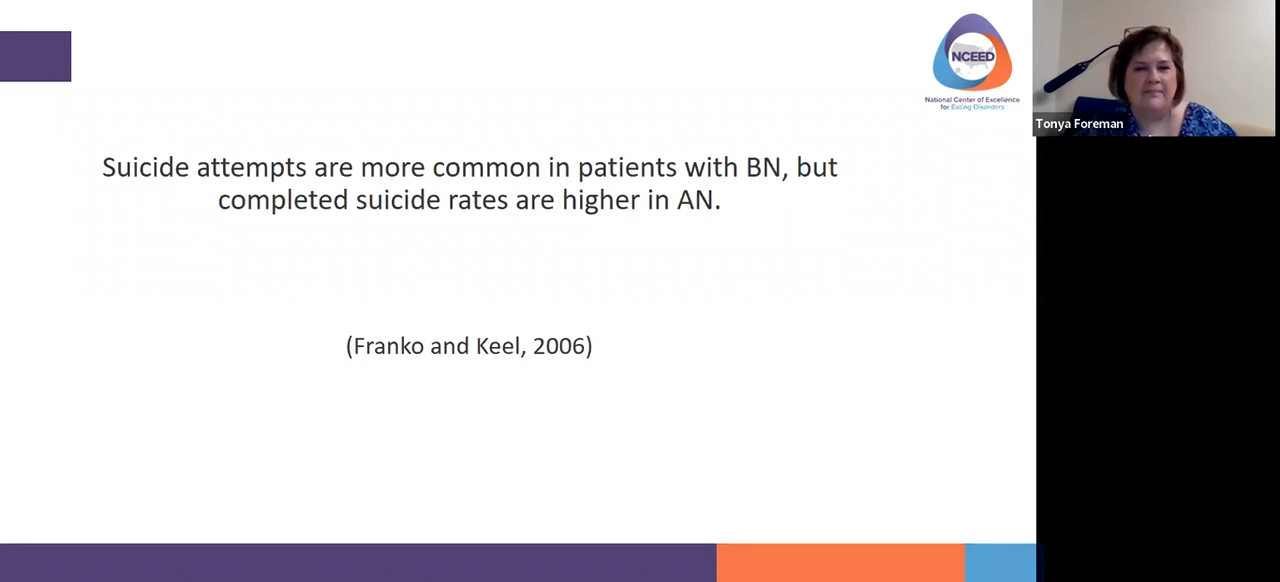 NCEED
National Center of Excellence
for Eating Disorders
Tonya Foreman
Suicide attempts are more common in patients with BN, but
completed suicide rates are higher in AN.
(Franko and Keel, 2006)